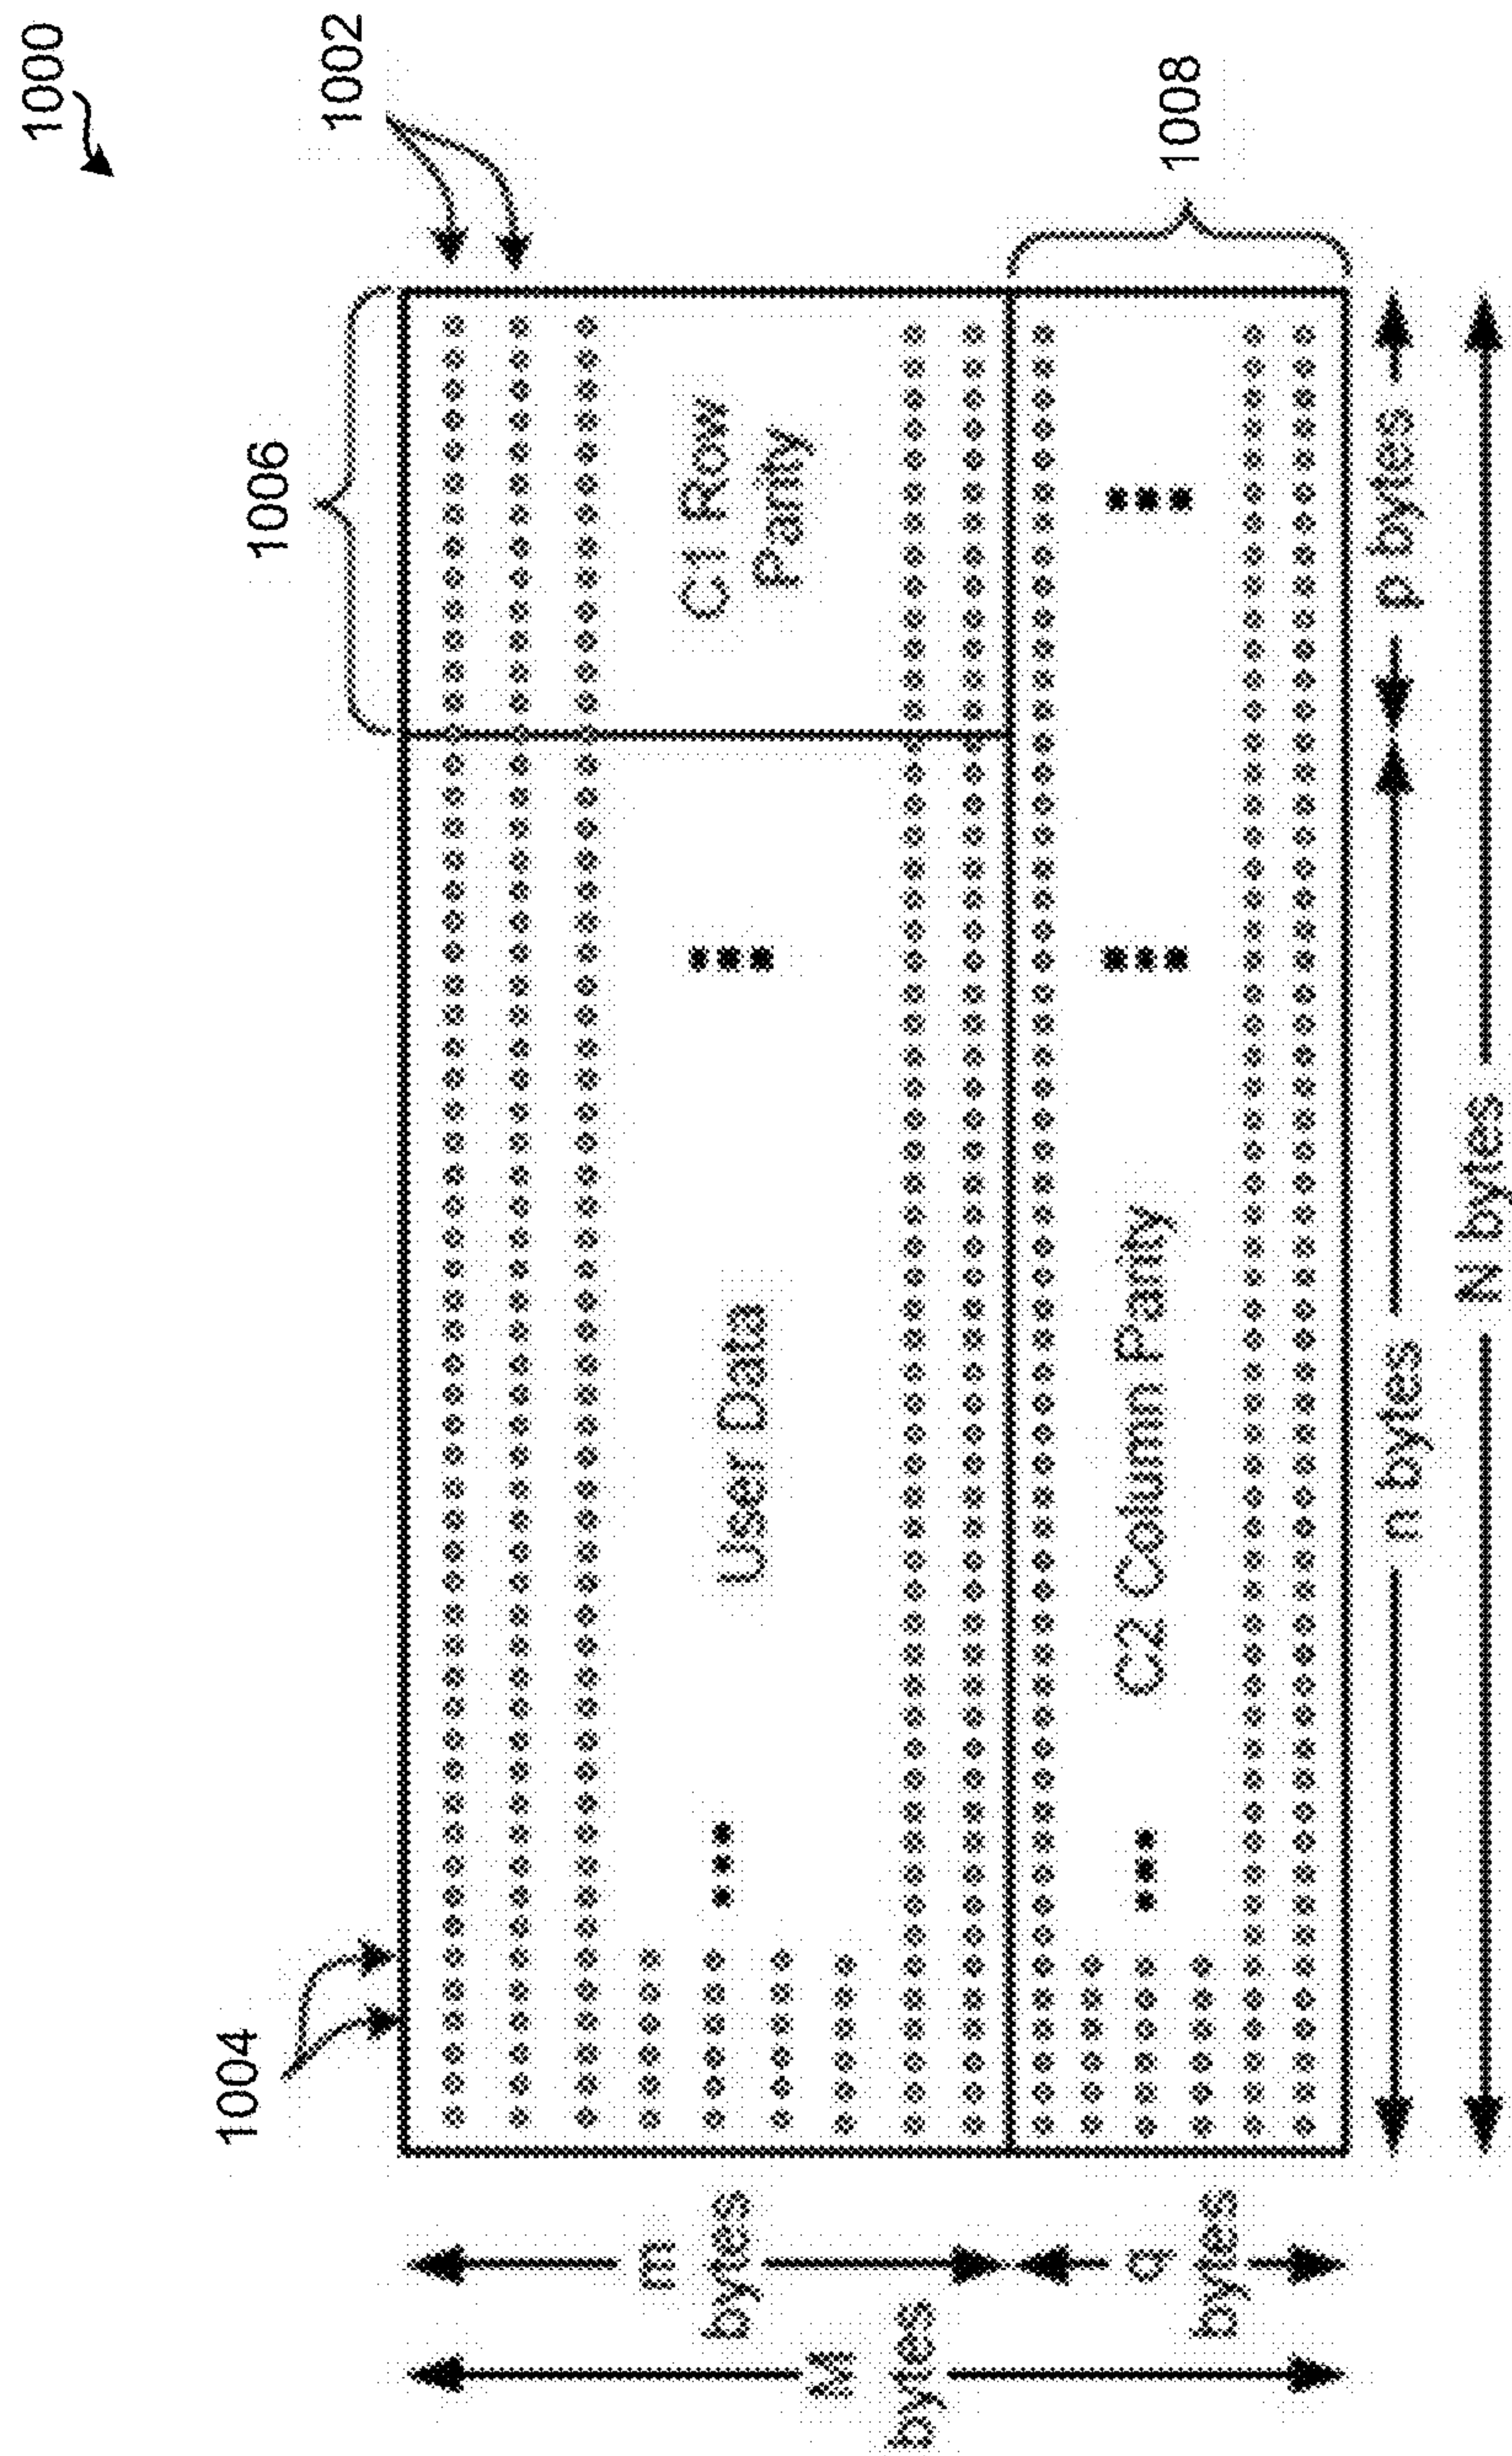 1000
1002
1004
1006
User Data
C1 Row
Parity
C2 Column Parity
1008
m
bytes
M
bytes
q
bytes
n bytes
p bytes
N bytes